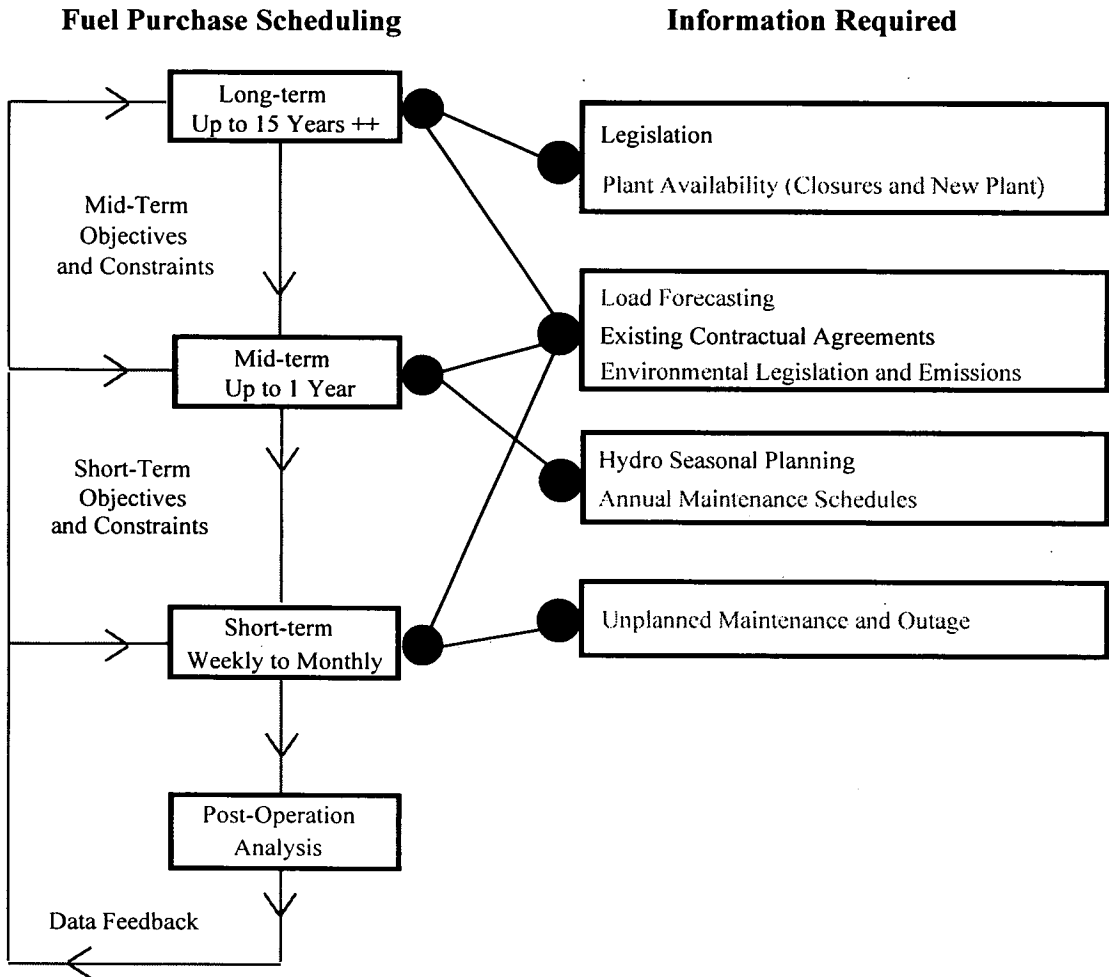 Fuel Purchase Scheduling
Information Required
Long-term
Up to 15 Years ++
Legislation
Plant Availability (Closures and New Plant)
Mid-Term
Objectives
and Constraints
Load Forecasting
Existing Contractual Agreements
Environmental Legislation and Emissions
Mid-term
Up to 1 Year
Hydro Seasonal Planning
Annual Maintenance Schedules
Short-Term
Objectives
and Constraints
Short-term
Weekly to Monthly
Unplanned Maintenance and Outage
Post-Operation
Analysis
Data Feedback